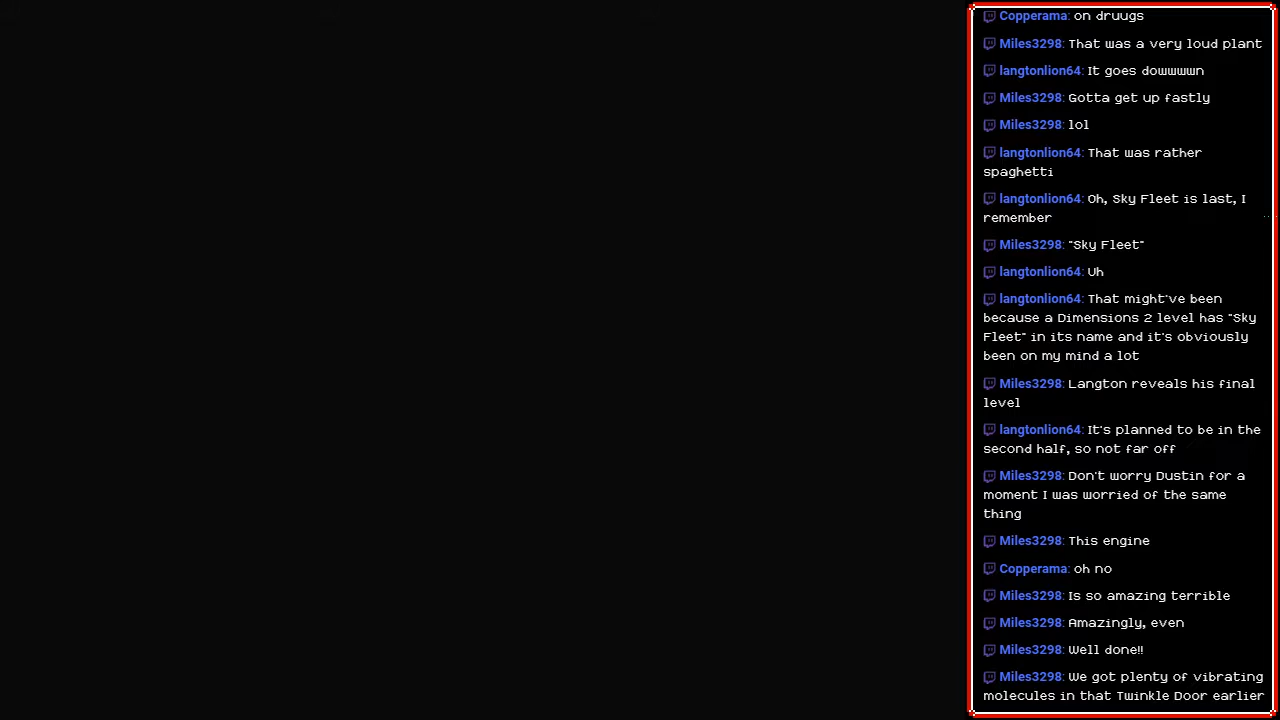 Copperama: on druugs
Miles3298: That was a very loud plant
langtonlion64: It goes dowwwwn
Miles3298: Gotta get up fastly
Miles3298: lol
langtonlion64: That was rather
spaghetti
langtonlion64: Oh, Sky Fleet is last, I
remember
Miles3298: "Sky Fleet"
langtonlion64: Uh
langtonlion64: That might've been
because a Dimensions 2 level has "Sky
Fleet" in its name and it's obviously
been on my mind a lot
Miles3298: Langton reveals his final
level
langtonlion64: It's planned to be in the
second half, so not far off
Miles3298: Don't worry Dustin for a
moment I was worried of the same
thing
Miles3298: This engine
Copperama: oh no
Miles3298: Is so amazing terrible
Miles3298: Amazingly, even
Miles3298: Well done!!
Miles3298: We got plenty of vibrating
molecules in that Twinkle Door earlier